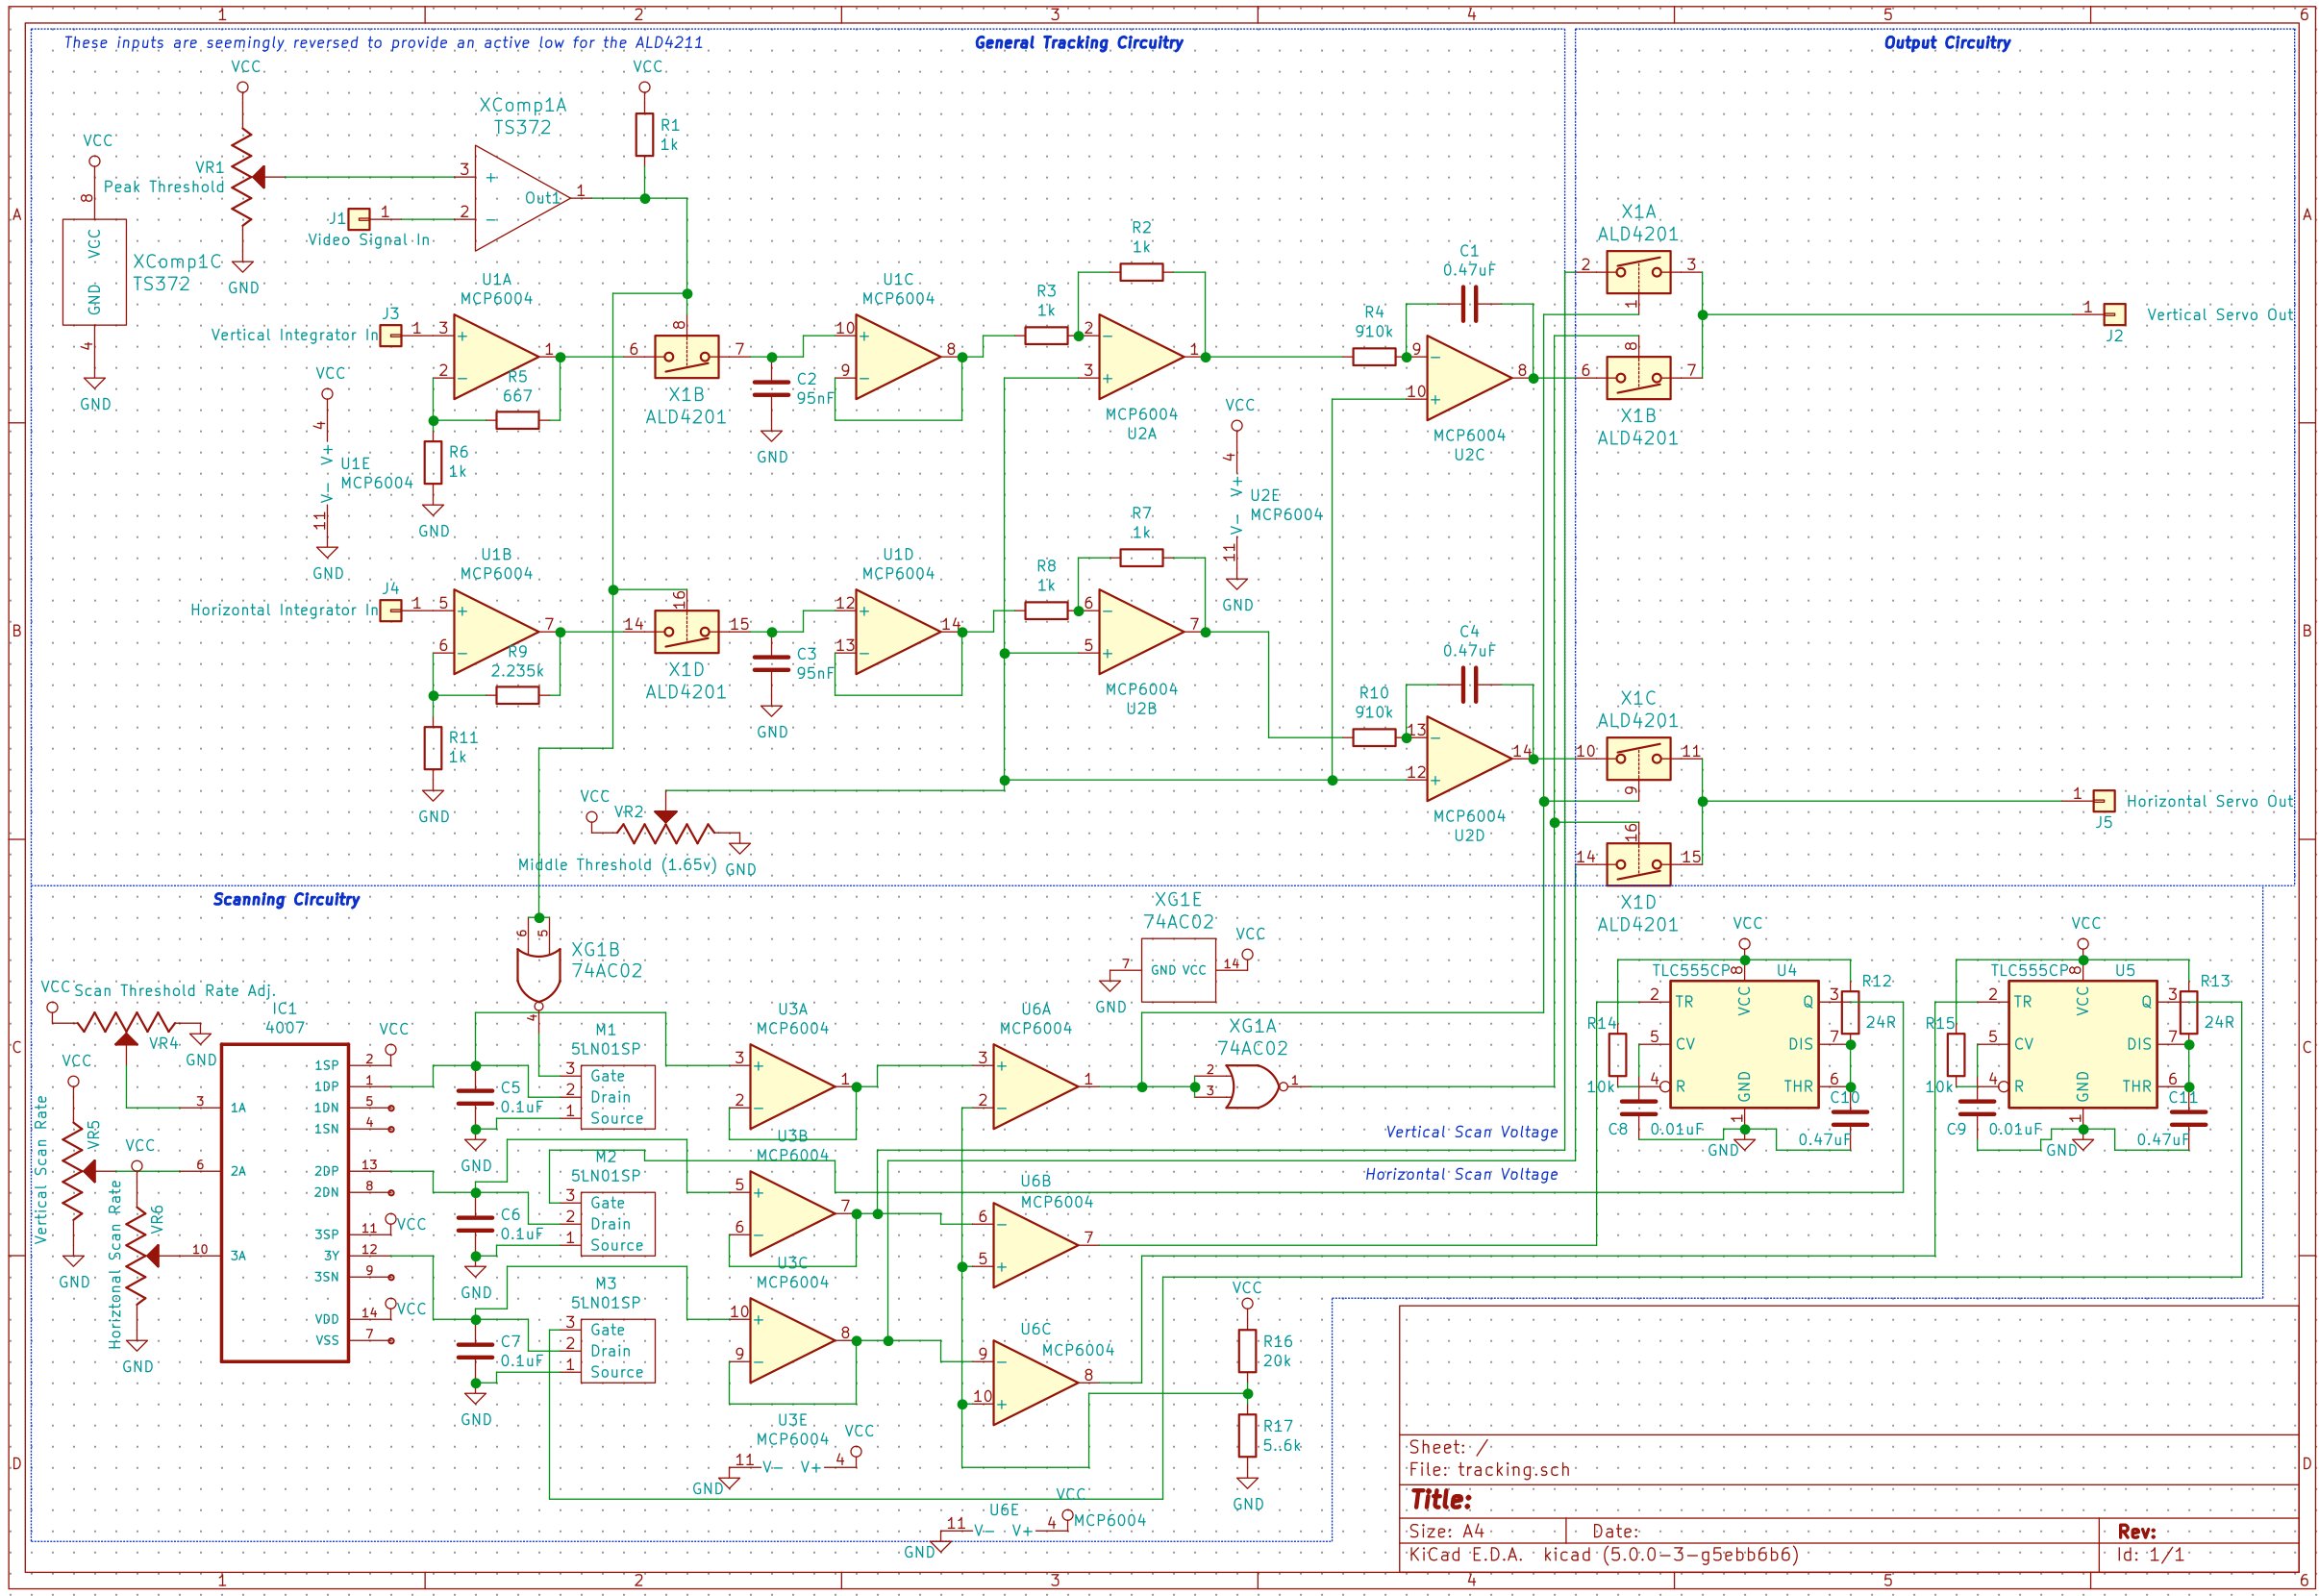 1 2 3 4 5 6
These inputs are seemingly reversed to provide an active low for the ALD4211
General Tracking Circuitry
Output Circuitry
A
A
VCC
VCC
VCC
8
VCC
GND
4
GND
XComp1C
TS372
VR1
Peak Threshold
GND
XComp1A
TS372
3
+
2
−
Out1
1
J1
1
Video Signal In
R1
1k
U1A
MCP6004
J3
Vertical Integrator In
1
3
+
2
−
1
R5
667
R6
1k
GND
VCC
4
V+
V−
11
U1E
MCP6004
GND
8
6
7
X1B
ALD4201
C2
95nF
GND
U1C
MCP6004
10
+
9
−
8
R3
1k
R2
1k
2
−
3
+
1
MCP6004
U2A
C1
0.47uF
R4
910k
9
−
10
+
8
MCP6004
U2C
X1A
ALD4201
2
3
1
8
6
7
X1B
ALD4201
1
J2
Vertical Servo Out
VCC
4
V+
V−
11
U2E
MCP6004
GND
B
B
U1B
MCP6004
J4
Horizontal Integrator In
1
5
+
6
−
7
R9
2.235k
R11
1k
GND
16
14
15
X1D
ALD4201
C3
95nF
GND
U1D
MCP6004
12
+
13
−
14
R8
1k
R7
1k
6
−
5
+
7
MCP6004
U2B
C4
0.47uF
R10
910k
13
−
12
+
14
MCP6004
U2D
X1C
ALD4201
10
11
9
16
14
15
X1D
ALD4201
1
J5
Horizontal Servo Out
VCC
VR2
Middle Threshold (1.65v)
GND
Scanning Circuitry
C
C
6
5
4
XG1B
74AC02
XG1E
74AC02
7
GND VCC
14
VCC
GND
VCC
Scan Threshold Rate Adj.
VR4
GND
VCC
Vertical Scan Rate
VR5
GND
VCC
Horiztonal Scan Rate
VR6
GND
IC1
4007
3
1A
6
2A
10
3A
1SP
2
1DP
1
1DN
5
1SN
4
2DP
13
2DN
8
3SP
11
3Y
12
3SN
9
VDD
14
VSS
7
VCC
VCC
VCC
C5
0.1uF
GND
C6
0.1uF
GND
C7
0.1uF
GND
M1
5LN01SP
3
Gate
2
Drain
1
Source
M2
5LN01SP
3
Gate
2
Drain
1
Source
M3
5LN01SP
3
Gate
2
Drain
1
Source
U3A
MCP6004
3
+
2
−
1
U3B
MCP6004
5
+
6
−
7
U3C
MCP6004
10
+
9
−
8
U3E
MCP6004
VCC
11
V−
V+
4
GND
U6A
MCP6004
3
+
2
−
1
U6B
MCP6004
6
−
5
+
7
U6C
MCP6004
9
−
10
+
8
U6E
MCP6004
VCC
11
V−
V+
4
GND
XG1A
74AC02
2
3
1
Vertical Scan Voltage
Horizontal Scan Voltage
VCC
R16
20k
R17
5..6k
GND
VCC
TLC555CP
U4
8
2
TR
5
CV
4
R
VCC
GND
Q
3
DIS
7
THR
6
1
R12
24R
R14
10k
C8
0.01uF
C10
0.47uF
GND
VCC
TLC555CP
U5
8
2
TR
5
CV
4
R
VCC
GND
Q
3
DIS
7
THR
6
1
R13
24R
R15
10k
C9
0.01uF
C11
0.47uF
GND
D
D
Sheet: /
File: tracking.sch
Title:
Size: A4
Date:
Rev:
KiCad E.D.A. kicad (5.0.0-3-g5ebb6b6)
Id: 1/1
1 2 3 4 5 6